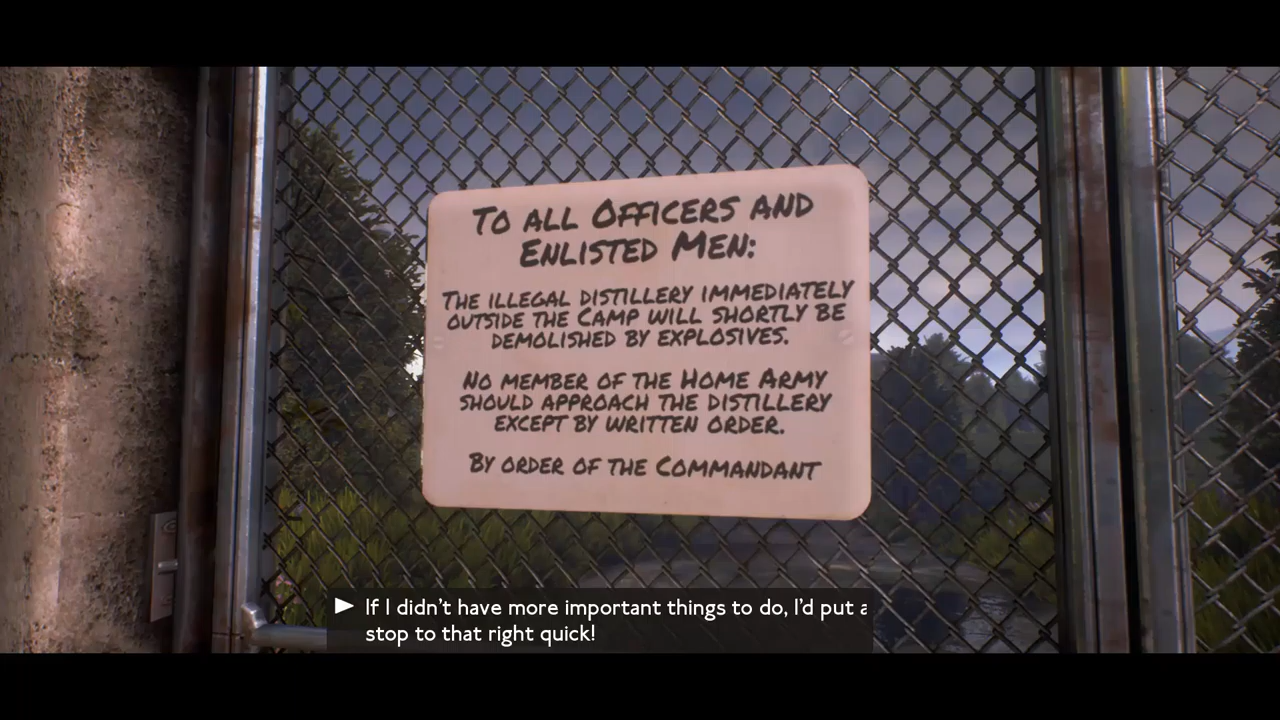 To all Officers and
Enlisted Men:
The illegal distillery immediately
outside the Camp will shortly be
demolished by explosives.
No member of the Home Army
should approach the distillery
except by written order.
By order of the Commandant
If I didn't have more important things to do, I'd put a
stop to that right quick!